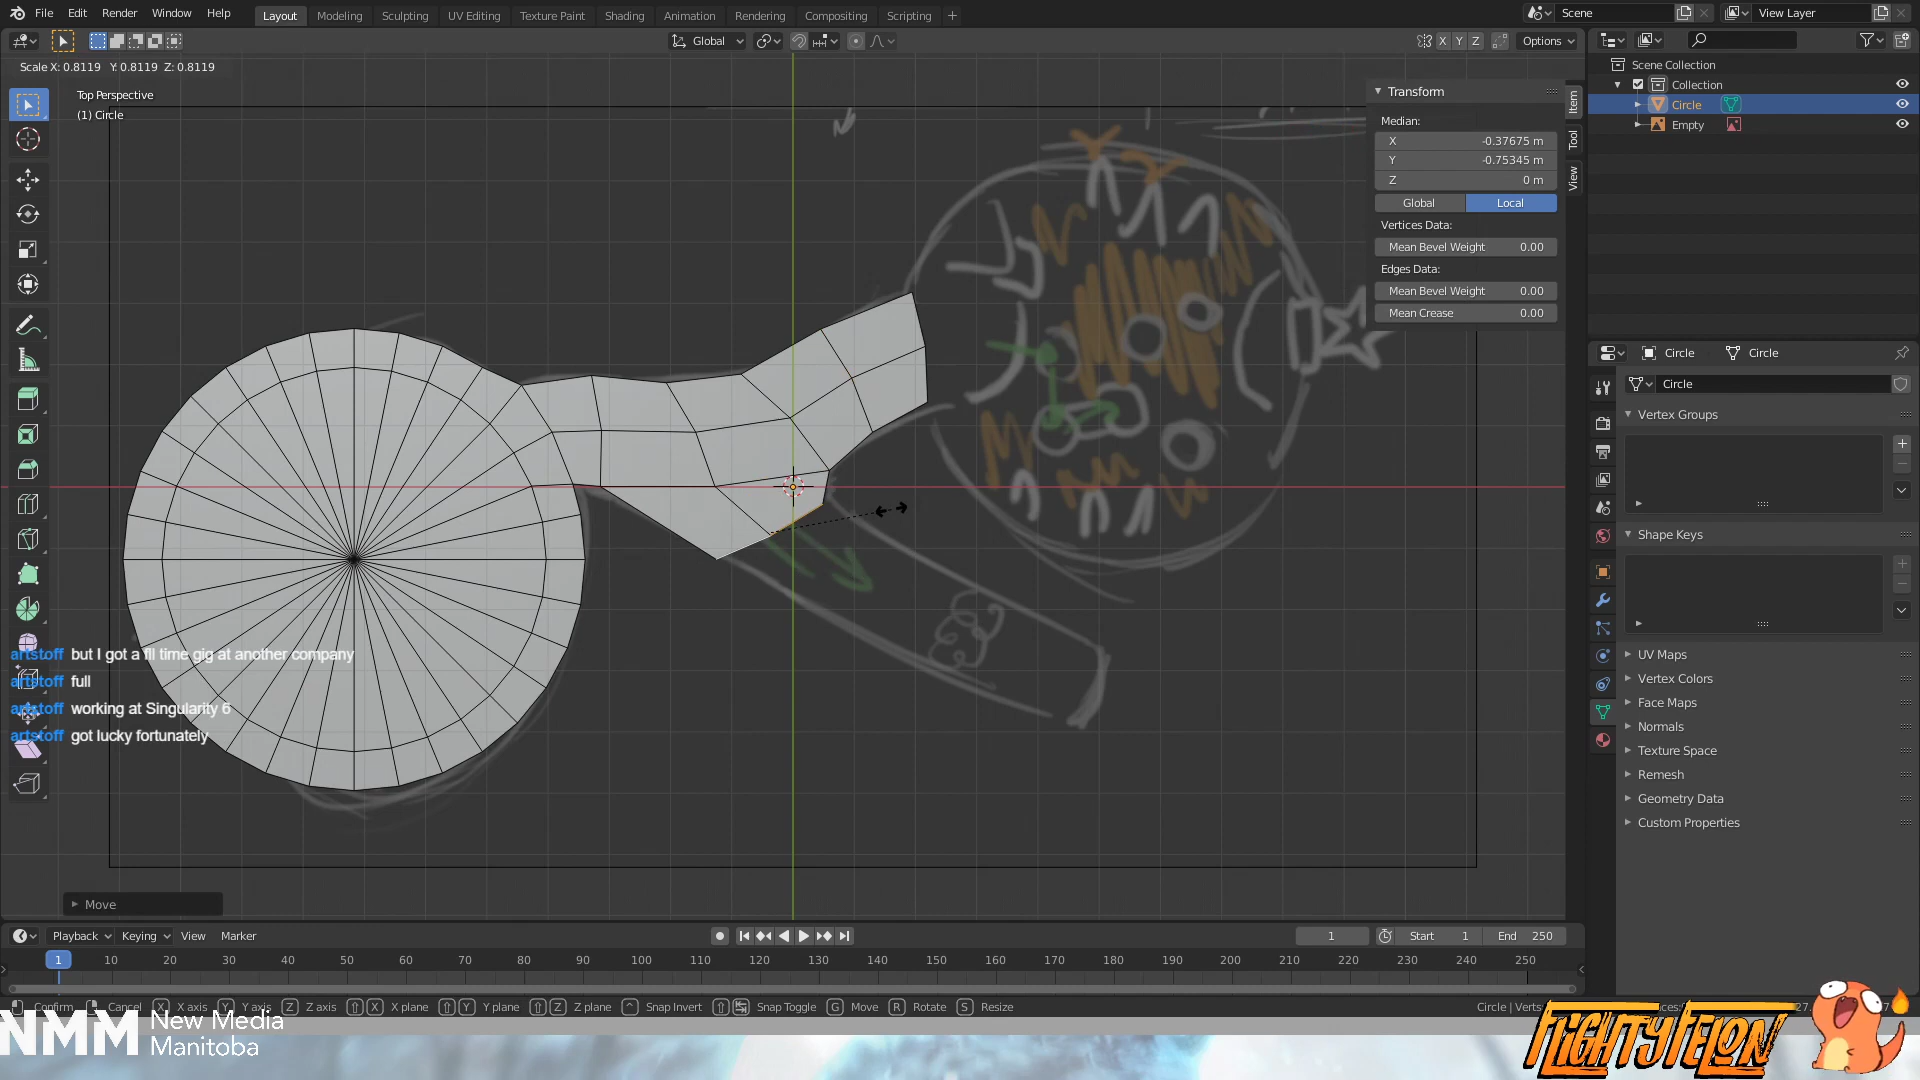 File Edit Render Window Help
Layout Modeling Sculpting UV Editing Texture Paint Shading Animation Rendering Compositing Scripting +
Scene
View Layer
Global
X Y Z
Options
Scale X: 0.8119 Y: 0.8119 Z: 0.8119
Top Perspective
(1) Circle
Transform
Median:
X -0.37675 m
Y -0.75345 m
Z 0 m
Global Local
Vertices Data:
Mean Bevel Weight 0.00
Edges Data:
Mean Bevel Weight 0.00
Mean Crease 0.00
Item
Tool
View
Scene Collection
Collection
Circle
Empty
Circle Circle
Circle
Vertex Groups
Shape Keys
UV Maps
Vertex Colors
Face Maps
Normals
Texture Space
Remesh
Geometry Data
Custom Properties
artstoff but I got a fll time gig at another company
artstoff full
artstoff working at Singularity 6
artstoff got lucky fortunately
Move
Playback Keying View Marker
1
Start 1
End 250
1 10 20 30 40 50 60 70 80 90 100 110 120 130 140 150 160 170 180 190 200 210 220 230 240 250
Confirm Cancel X X axis Y Y axis Z Z axis X X plane Y Y plane Z Z plane Snap Invert Snap Toggle G Move R Rotate S Resize
Circle | Verts:
NMM New Media
Manitoba
FLIGHTYFELON